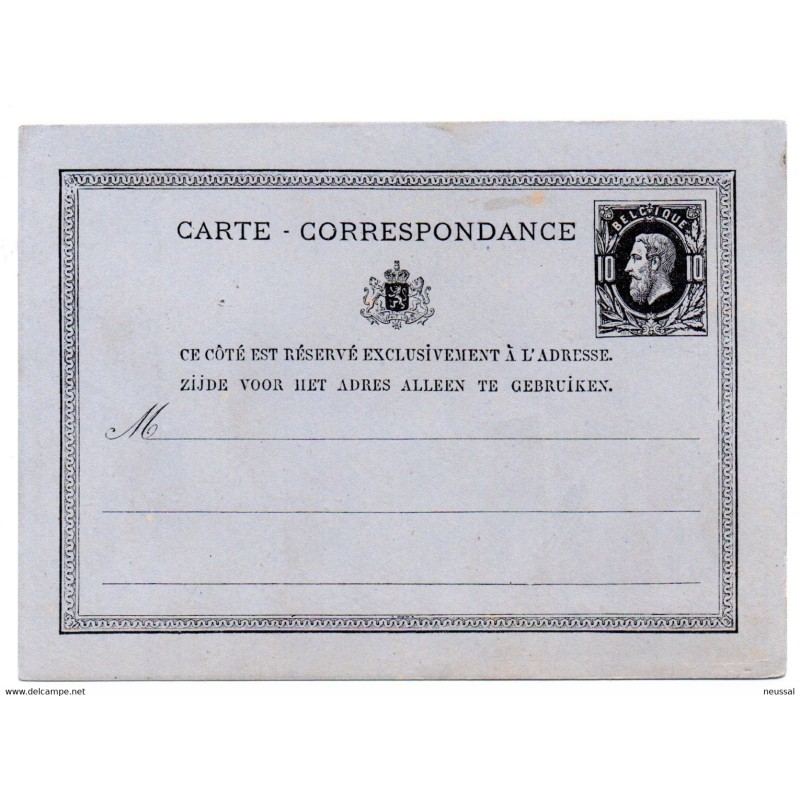 BELGIQUE
CARTE - CORRESPONDANCE
10 10
CE CÔTÉ EST RÉSERVÉ EXCLUSIVEMENT À L'ADRESSE.
ZIJDE VOOR HET ADRES ALLEEN TE GEBRUIKEN.
M
www.delcampe.net
neussal